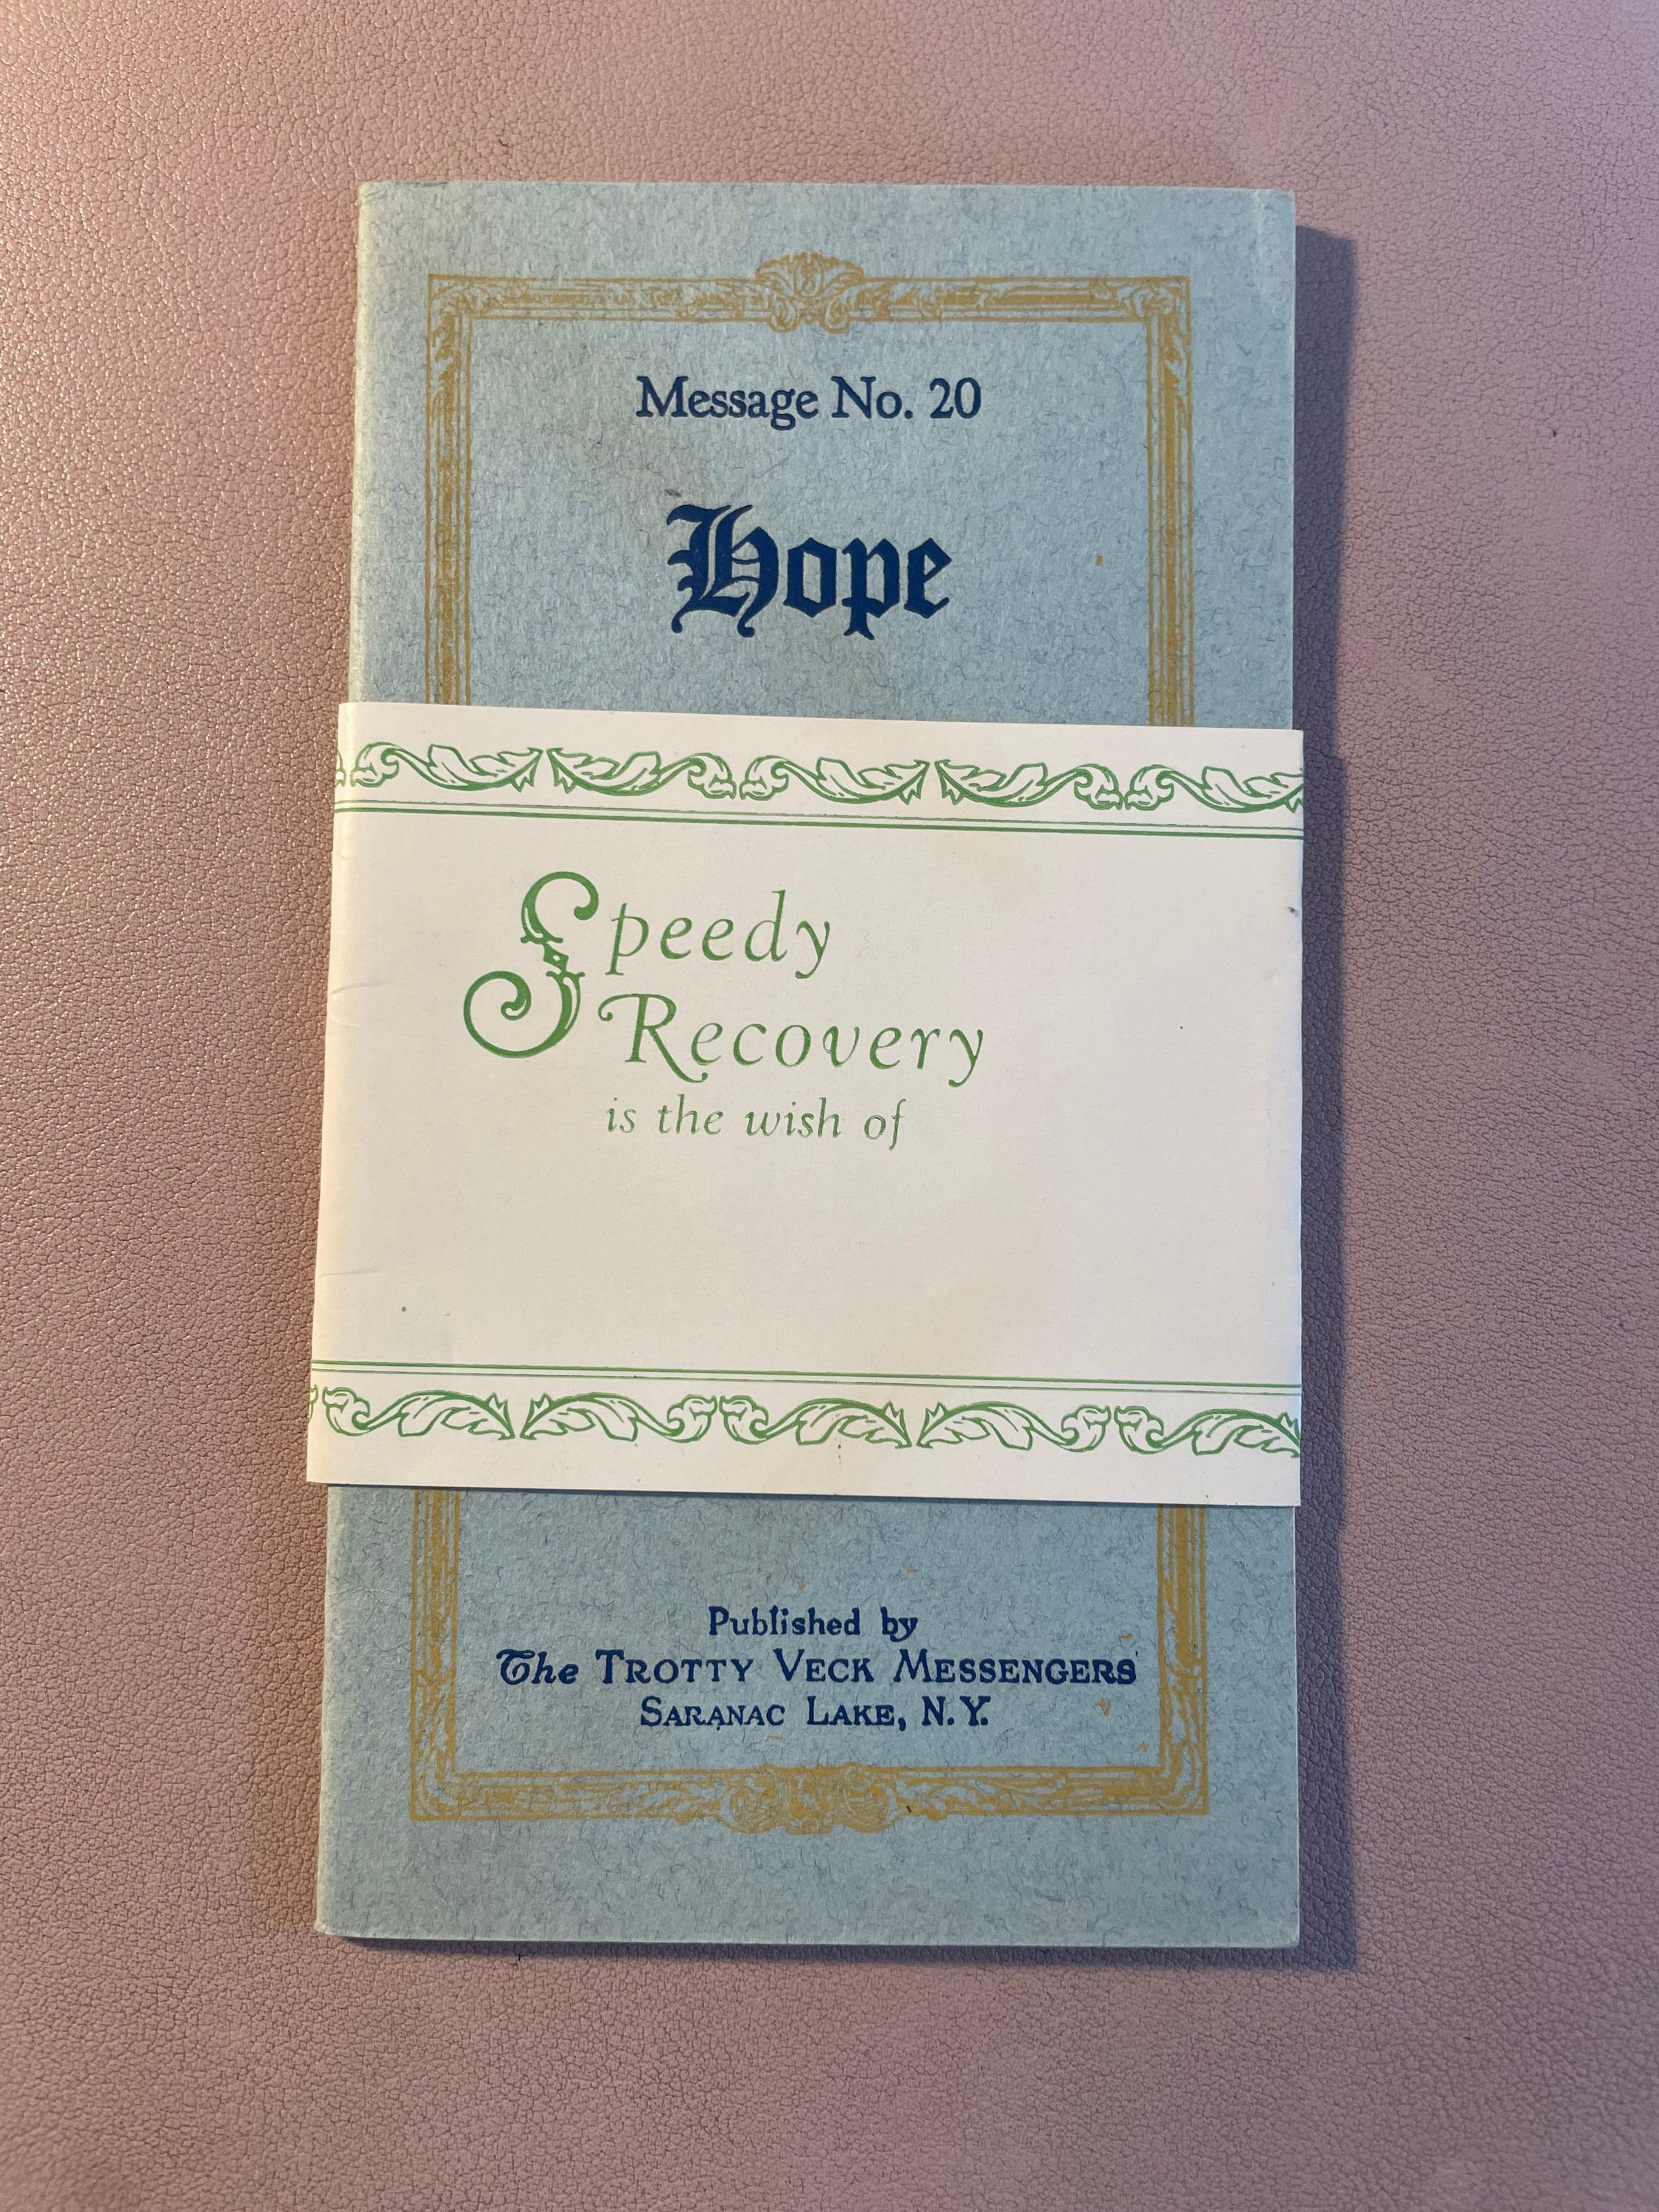 Message No. 20
Hope
Speedy
Recovery
is the wish of
Published by
The TROTTY VECK MESSENGERS
SARANAC LAKE, N.Y.